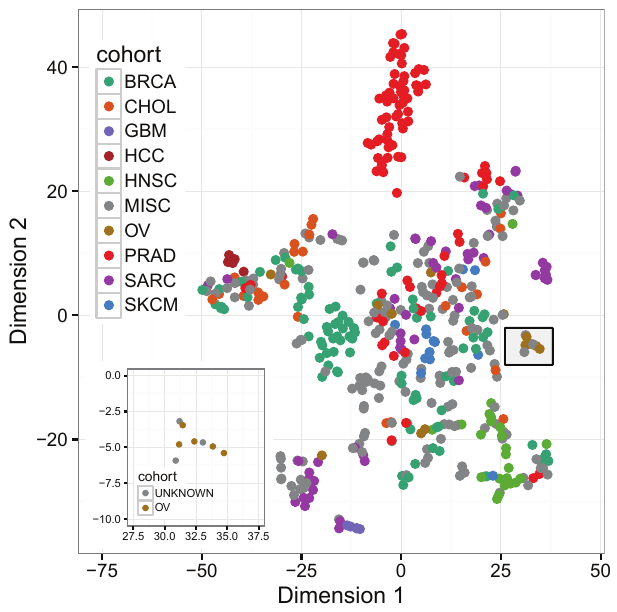 cohort
BRCA
CHOL
GBM
HCC
HNSC
MISC
OV
PRAD
SARC
SKCM
40
20
0
−20
Dimension 2
0.0
−2.5
−5.0
−7.5
−10.0
cohort
UNKNOWN
OV
27.5 30.0 32.5 35.0 37.5
−75 −50 −25 0 25 50
Dimension 1